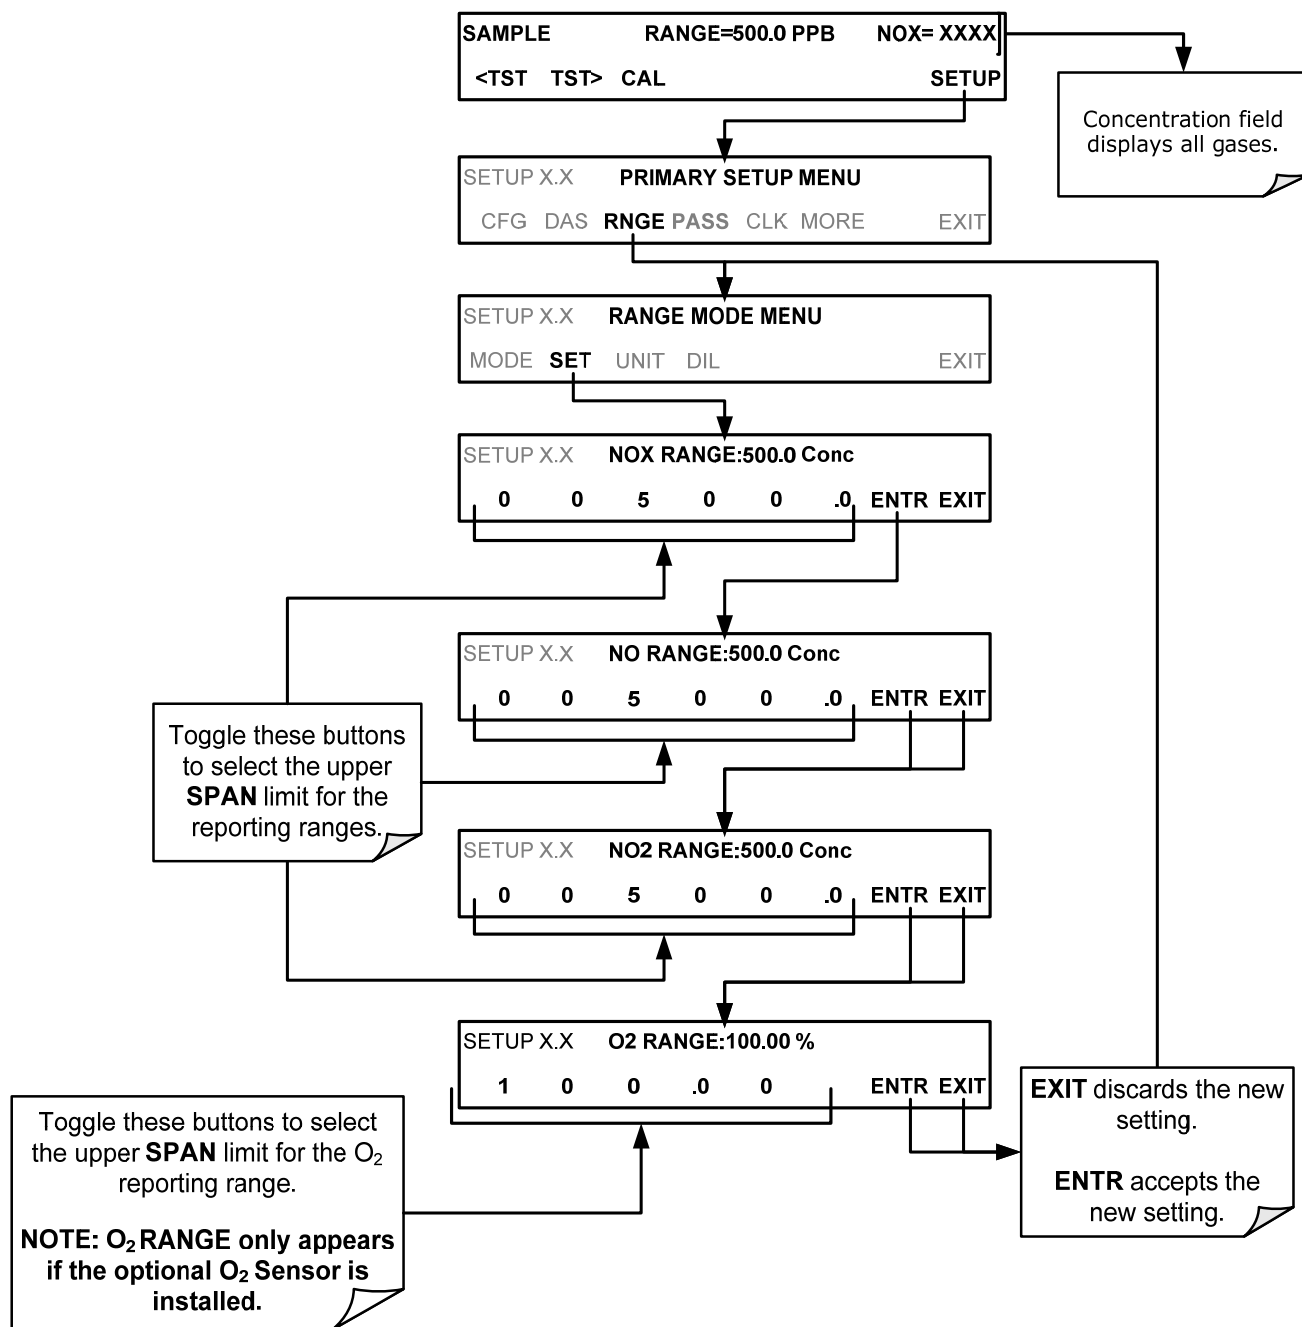 SAMPLE RANGE=500.0 PPB NOX= XXXX
<TST TST> CAL SETUP
Concentration field
displays all gases.
SETUP X.X PRIMARY SETUP MENU
CFG DAS RNGE PASS CLK MORE EXIT
SETUP X.X RANGE MODE MENU
MODE SET UNIT DIL EXIT
SETUP X.X NOX RANGE:500.0 Conc
0 0 5 0 0 .0 ENTR EXIT
SETUP X.X NO RANGE:500.0 Conc
0 0 5 0 0 .0 ENTR EXIT
Toggle these buttons
to select the upper
SPAN limit for the
reporting ranges.
SETUP X.X NO2 RANGE:500.0 Conc
0 0 5 0 0 .0 ENTR EXIT
SETUP X.X O2 RANGE:100.00 %
1 0 0 .0 0 ENTR EXIT
EXIT discards the new
setting.
ENTR accepts the
new setting.
Toggle these buttons to select
the upper SPAN limit for the O₂
reporting range.
NOTE: O₂ RANGE only appears
if the optional O₂ Sensor is
installed.